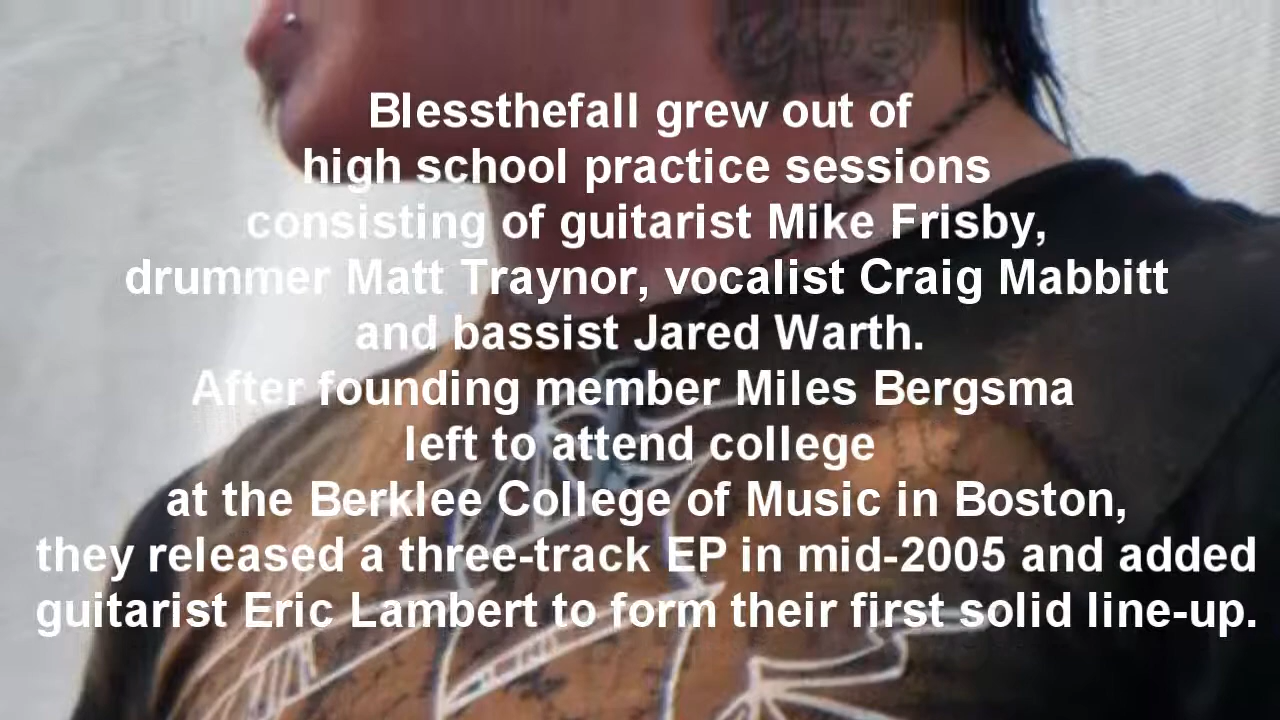 Blessthefall grew out of
high school practice sessions
consisting of guitarist Mike Frisby,
drummer Matt Traynor, vocalist Craig Mabbitt
and bassist Jared Warth.
After founding member Miles Bergsma
left to attend college
at the Berklee College of Music in Boston,
they released a three-track EP in mid-2005 and added
guitarist Eric Lambert to form their first solid line-up.